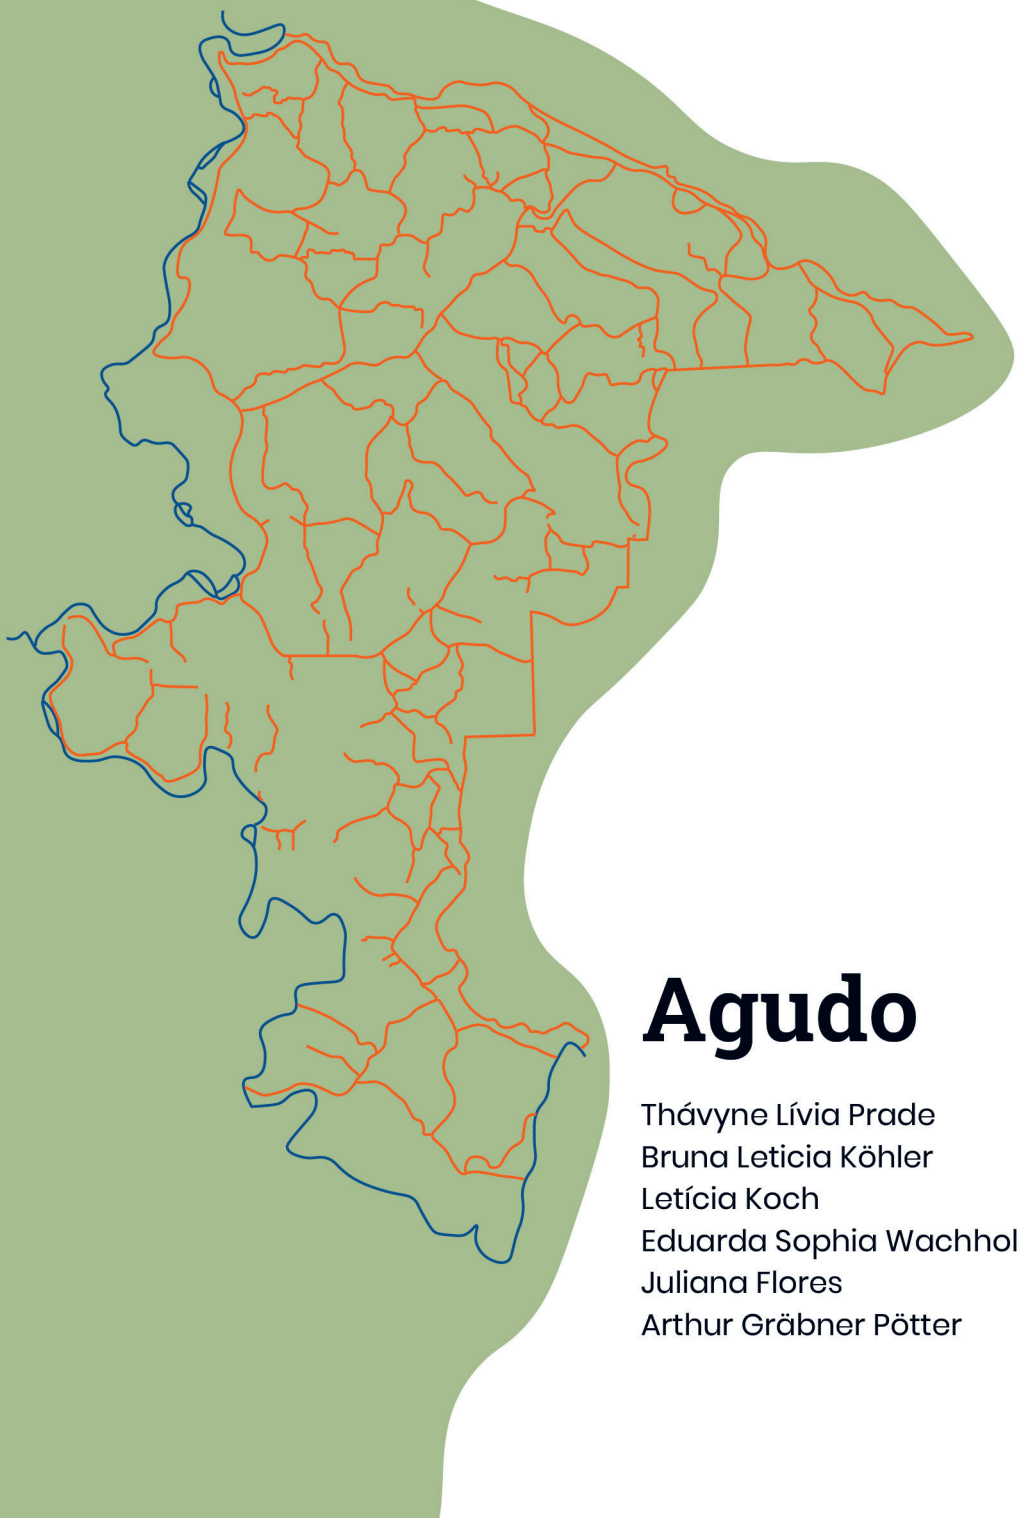 Agudo
Thávyne Lívia Prade
Bruna Leticia Köhler
Letícia Koch
Eduarda Sophia Wachhol
Juliana Flores
Arthur Gräbner Pötter